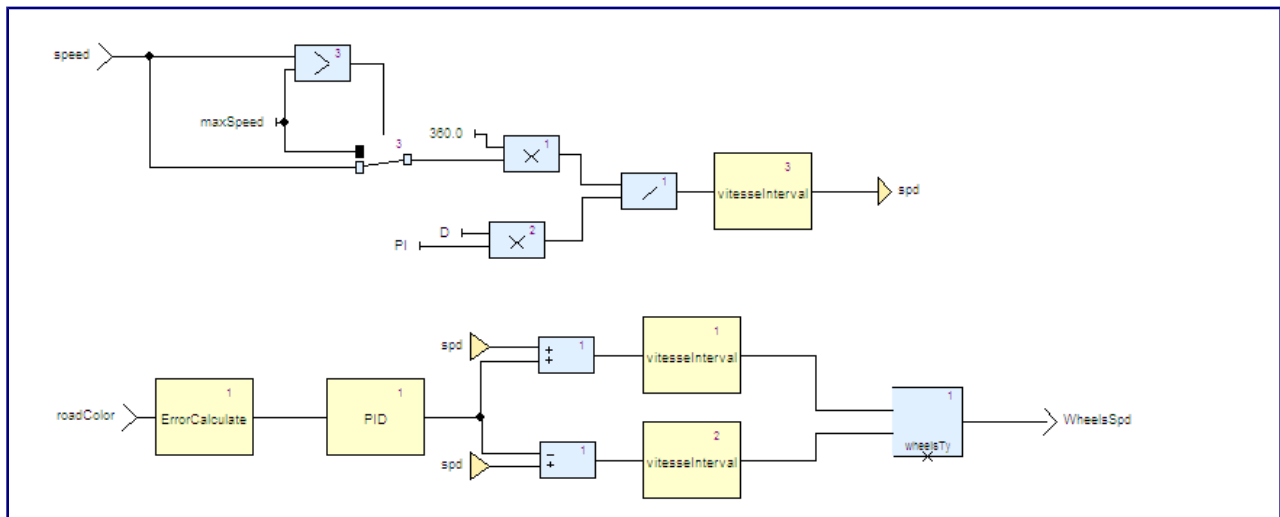 speed
3
maxSpeed
3
360.0
1
1
3
vitesseInterval
spd
D
2
PI
spd
1
1
vitesseInterval
roadColor
1
ErrorCalculate
1
PID
1
wheelsTy
WheelsSpd
spd
1
2
vitesseInterval